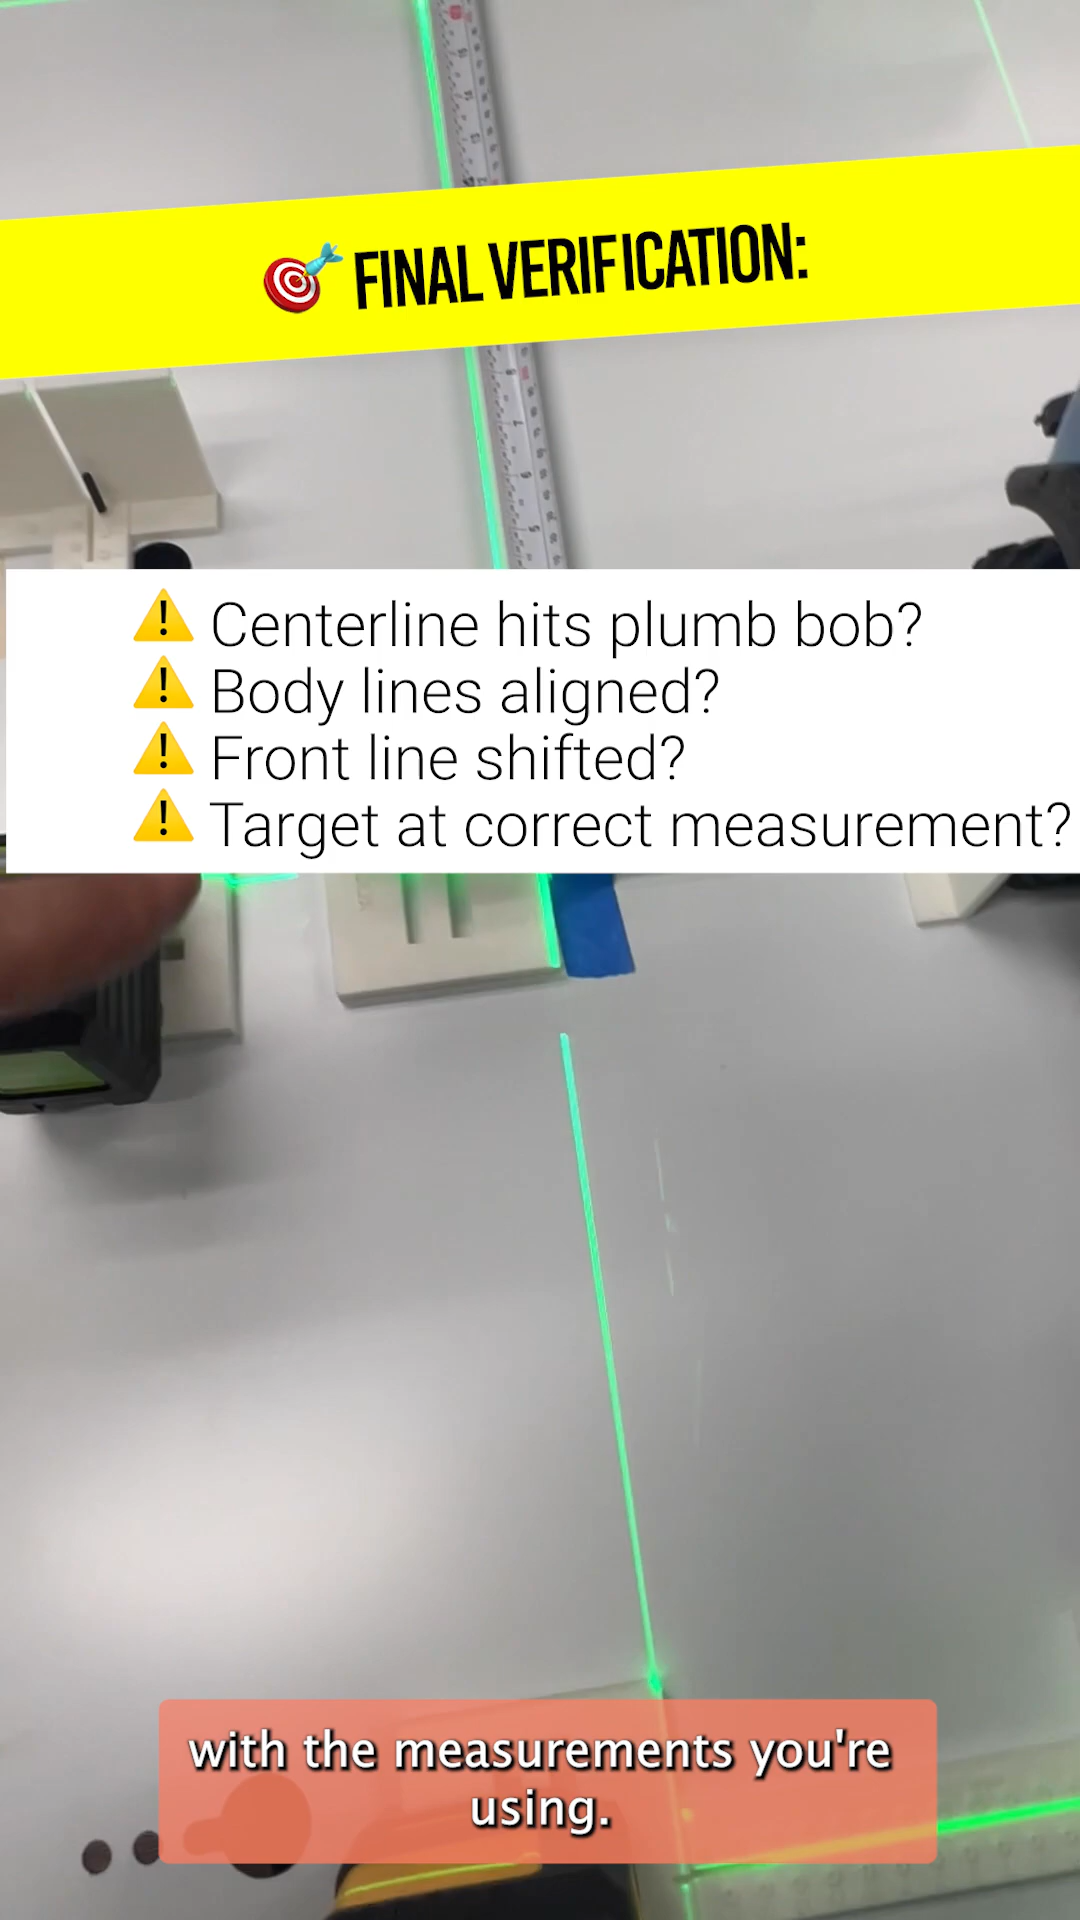 🎯 FINAL VERIFICATION:
⚠️ Centerline hits plumb bob?
⚠️ Body lines aligned?
⚠️ Front line shifted?
⚠️ Target at correct measurement?
with the measurements you're
using.